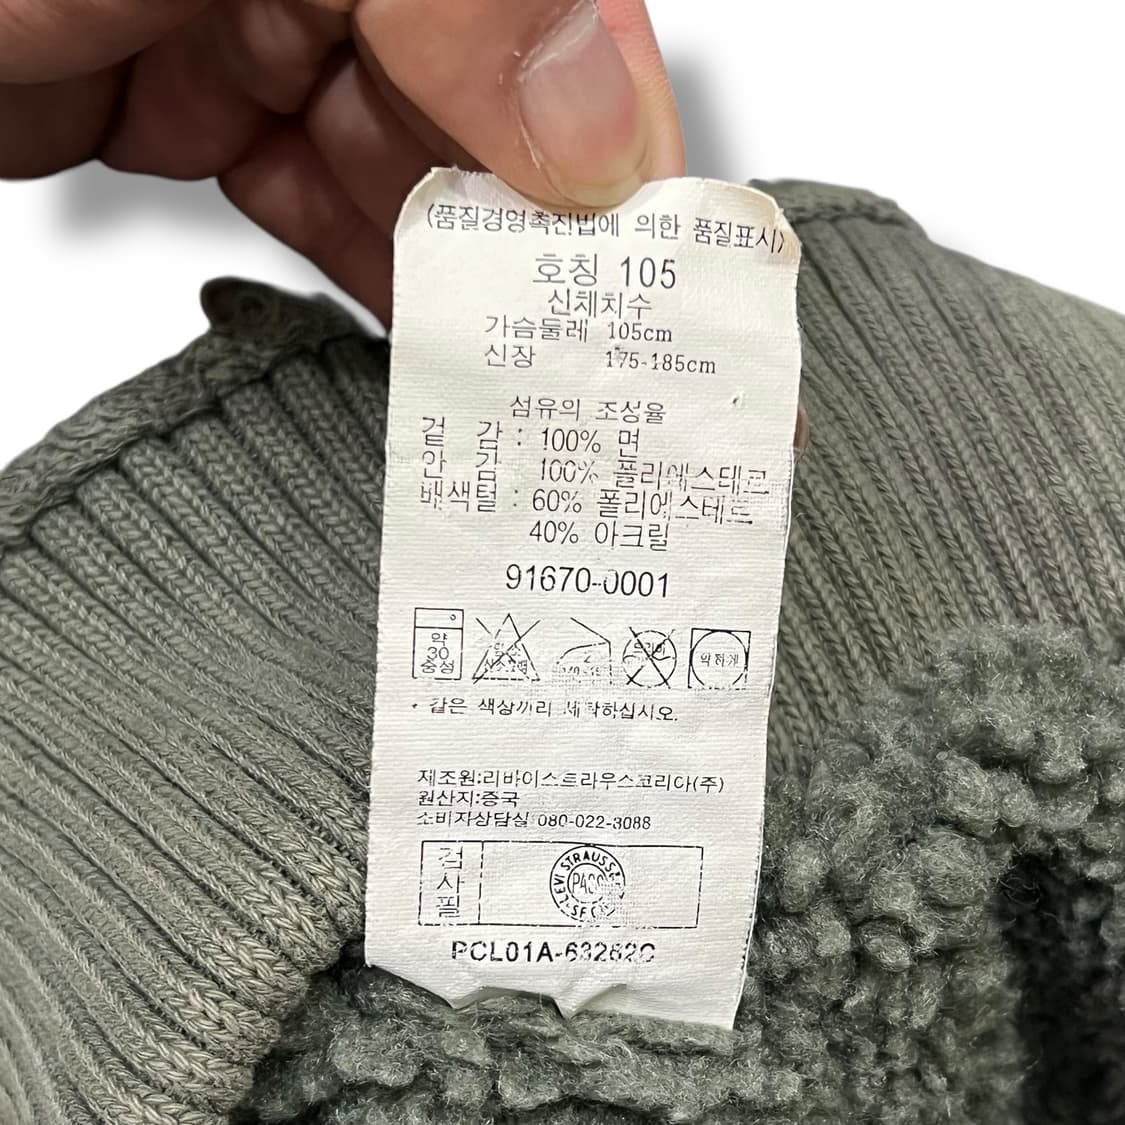 (품질경영촉진법에 의한 품질표시)
호칭 105
신체치수
가슴둘레 105cm
신장 175-185cm
섬유의 조성율
겉 감 : 100% 면
안 감 100% 폴리에스테르
배색털 : 60% 폴리에스테르
40% 아크릴
91670-0001
약
30
중성
드라이
약하게
* 같은 색상끼리 세탁하십시오.
제조원:리바이스트라우스코리아(주)
원산지:중국
소비자상담실 080-022-3088
검
사
필
LEVI STRAUSS
PASS
S.F
PCL01A-63262C